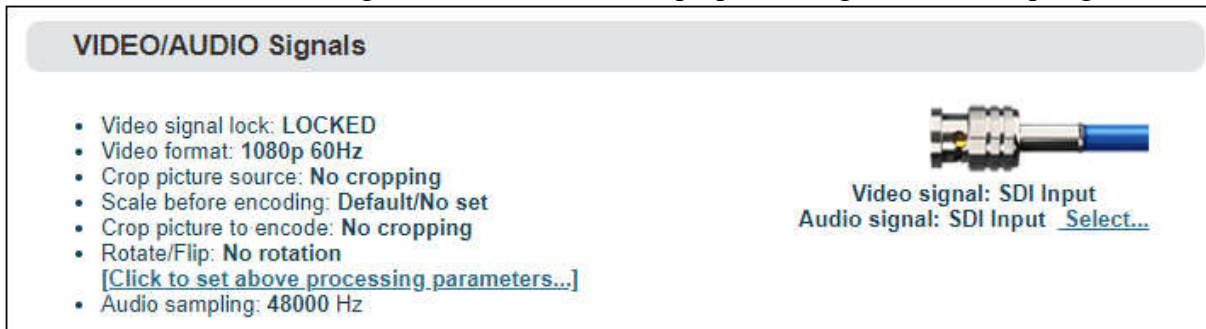 VIDEO/AUDIO Signals
• Video signal lock: LOCKED
• Video format: 1080p 60Hz
• Crop picture source: No cropping
• Scale before encoding: Default/No set
• Crop picture to encode: No cropping
• Rotate/Flip: No rotation
[Click to set above processing parameters...]
• Audio sampling: 48000 Hz
Video signal: SDI Input
Audio signal: SDI Input Select...